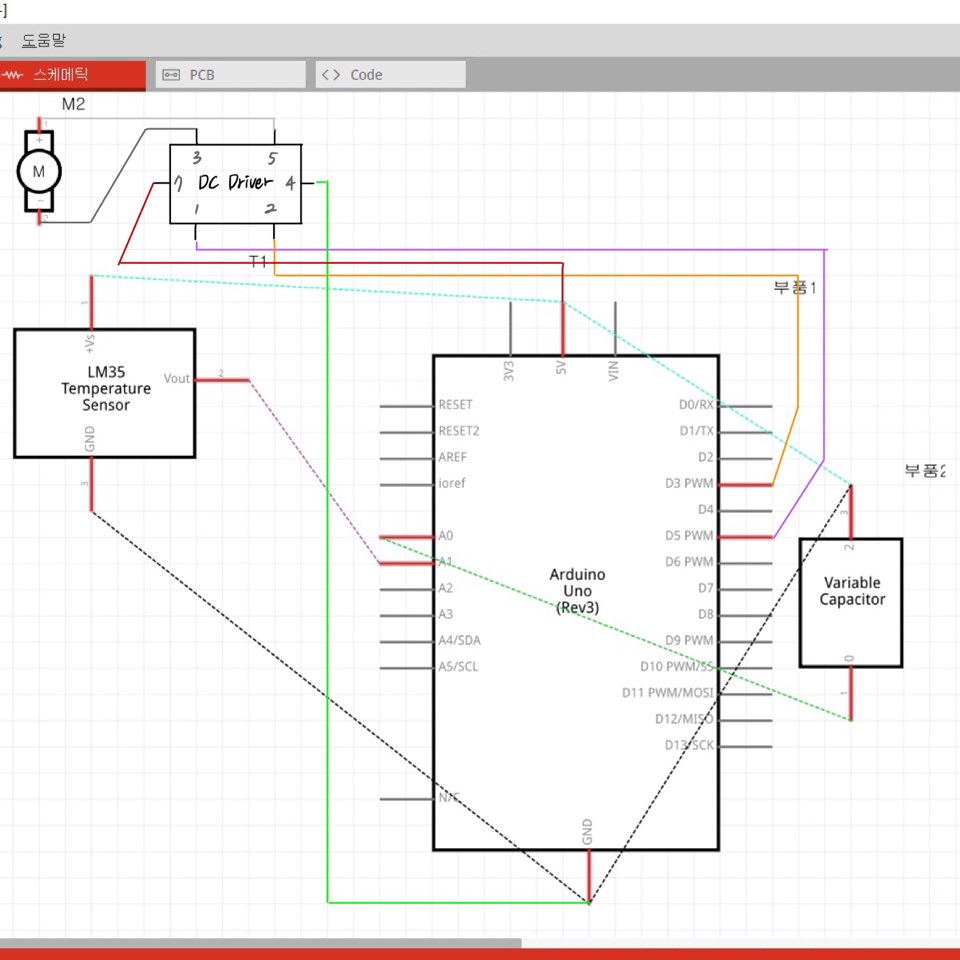 ]
도움말
스케메틱
PCB
<> Code
M2
1
+
M
-
2
3
5
7
DC Driver
4
1
2
T1
부품1
1
+Vs
LM35
Temperature
Sensor
Vout
2
GND
3
3V3
5V
VIN
RESET
RESET2
AREF
ioref
A0
A1
A2
A3
A4/SDA
A5/SCL
N/C
Arduino
Uno
(Rev3)
D0/RX
D1/TX
D2
D3 PWM
D4
D5 PWM
D6 PWM
D7
D8
D9 PWM
D10 PWM/SS
D11 PWM/MOSI
D12/MISO
D13/SCK
GND
부품2
3
2
Variable
Capacitor
0
1